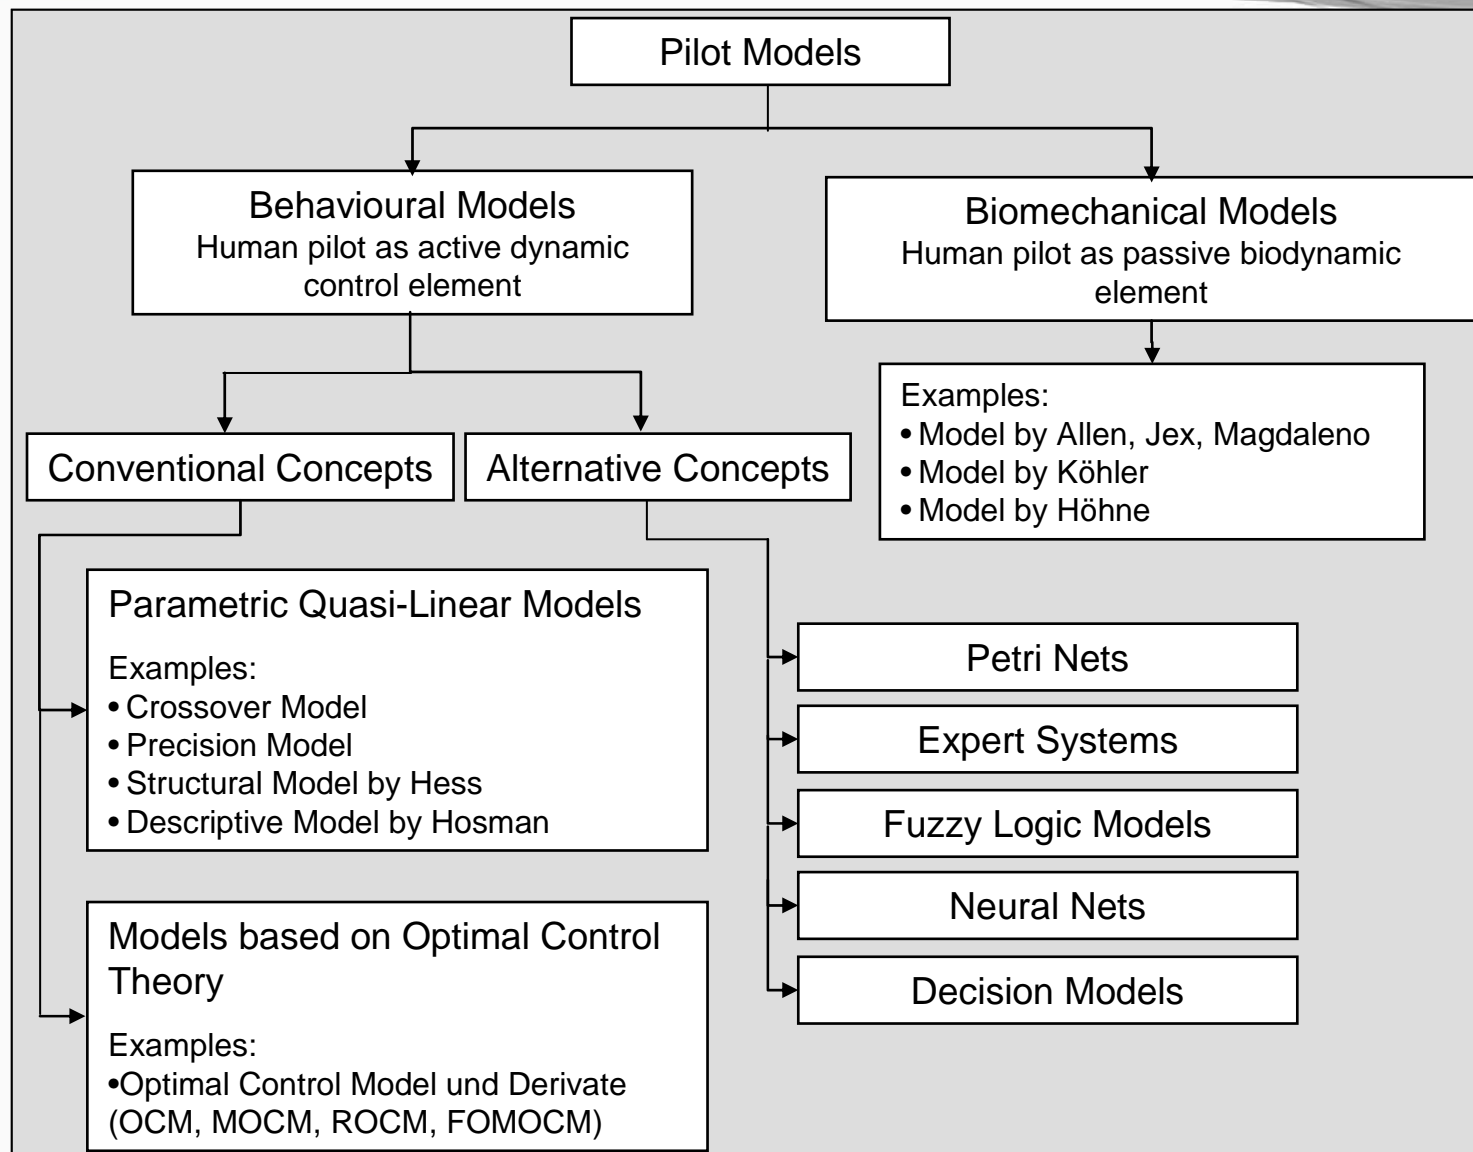 Pilot Models
Behavioural Models
Human pilot as active dynamic
control element
Biomechanical Models
Human pilot as passive biodynamic
element
Examples:
• Model by Allen, Jex, Magdaleno
• Model by Köhler
• Model by Höhne
Conventional Concepts
Alternative Concepts
Parametric Quasi-Linear Models
Examples:
• Crossover Model
• Precision Model
• Structural Model by Hess
• Descriptive Model by Hosman
Models based on Optimal Control
Theory
Examples:
•Optimal Control Model und Derivate
(OCM, MOCM, ROCM, FOMOCM)
Petri Nets
Expert Systems
Fuzzy Logic Models
Neural Nets
Decision Models